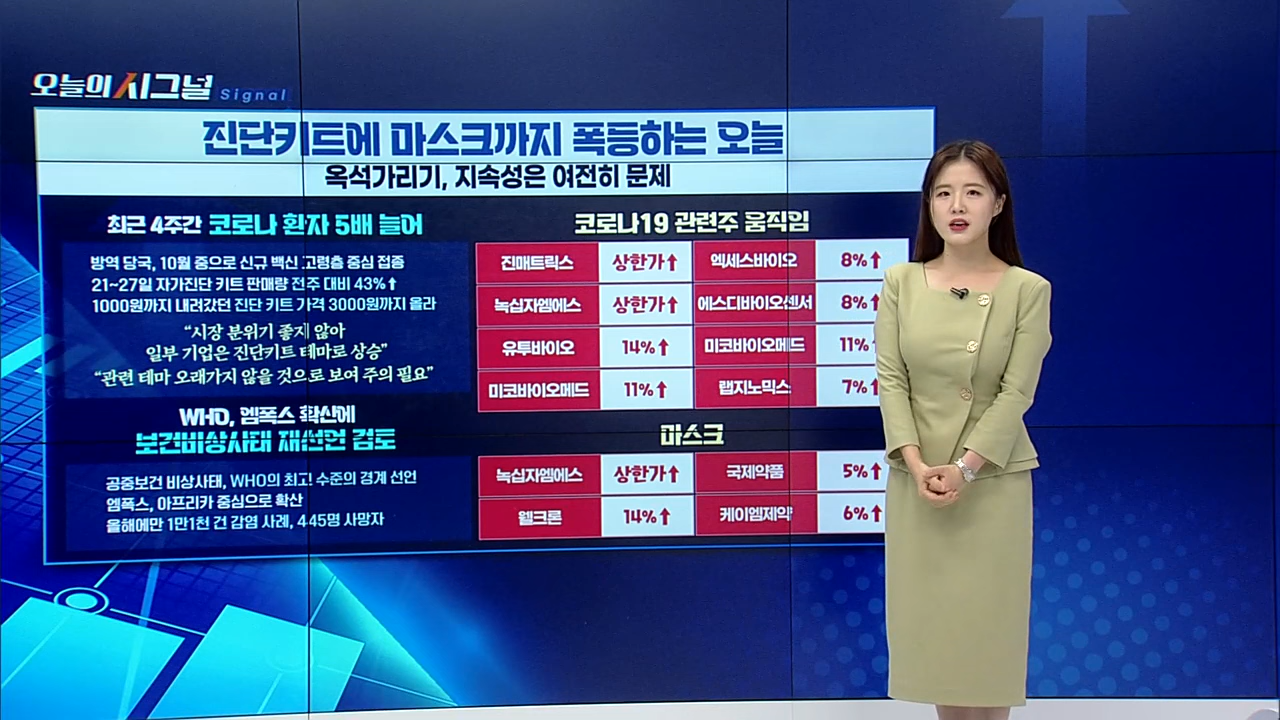 오늘의 시그널 Signal
진단키트에 마스크까지 폭등하는 오늘
옥석가리기, 지속성은 여전히 문제
최근 4주간 코로나 환자 5배 늘어
방역 당국, 10월 중으로 신규 백신 고령층 중심 접종
21~27일 자가진단 키트 판매량 전주 대비 43%↑
1000원까지 내려갔던 진단 키트 가격 3000원까지 올라
“시장 분위기 좋지 않아
일부 기업은 진단키트 테마로 상승”
“관련 테마 오래가지 않을 것으로 보여 주의 필요”
WHO, 엠폭스 확산에
보건비상사태 재선언 검토
공중보건 비상사태, WHO의 최고 수준의 경계 선언
엠폭스, 아프리카 중심으로 확산
올해에만 1만1천 건 감염 사례, 445명 사망자
코로나19 관련주 움직임
진매트릭스 상한가↑ 엑세스바이오 8%↑
녹십자엠에스 상한가↑ 에스디바이오센서 8%↑
유투바이오 14%↑ 미코바이오메드 11%↑
미코바이오메드 11%↑ 랩지노믹스 7%↑
마스크
녹십자엠에스 상한가↑ 국제약품 5%↑
웰크론 14%↑ 케이엠제약 6%↑